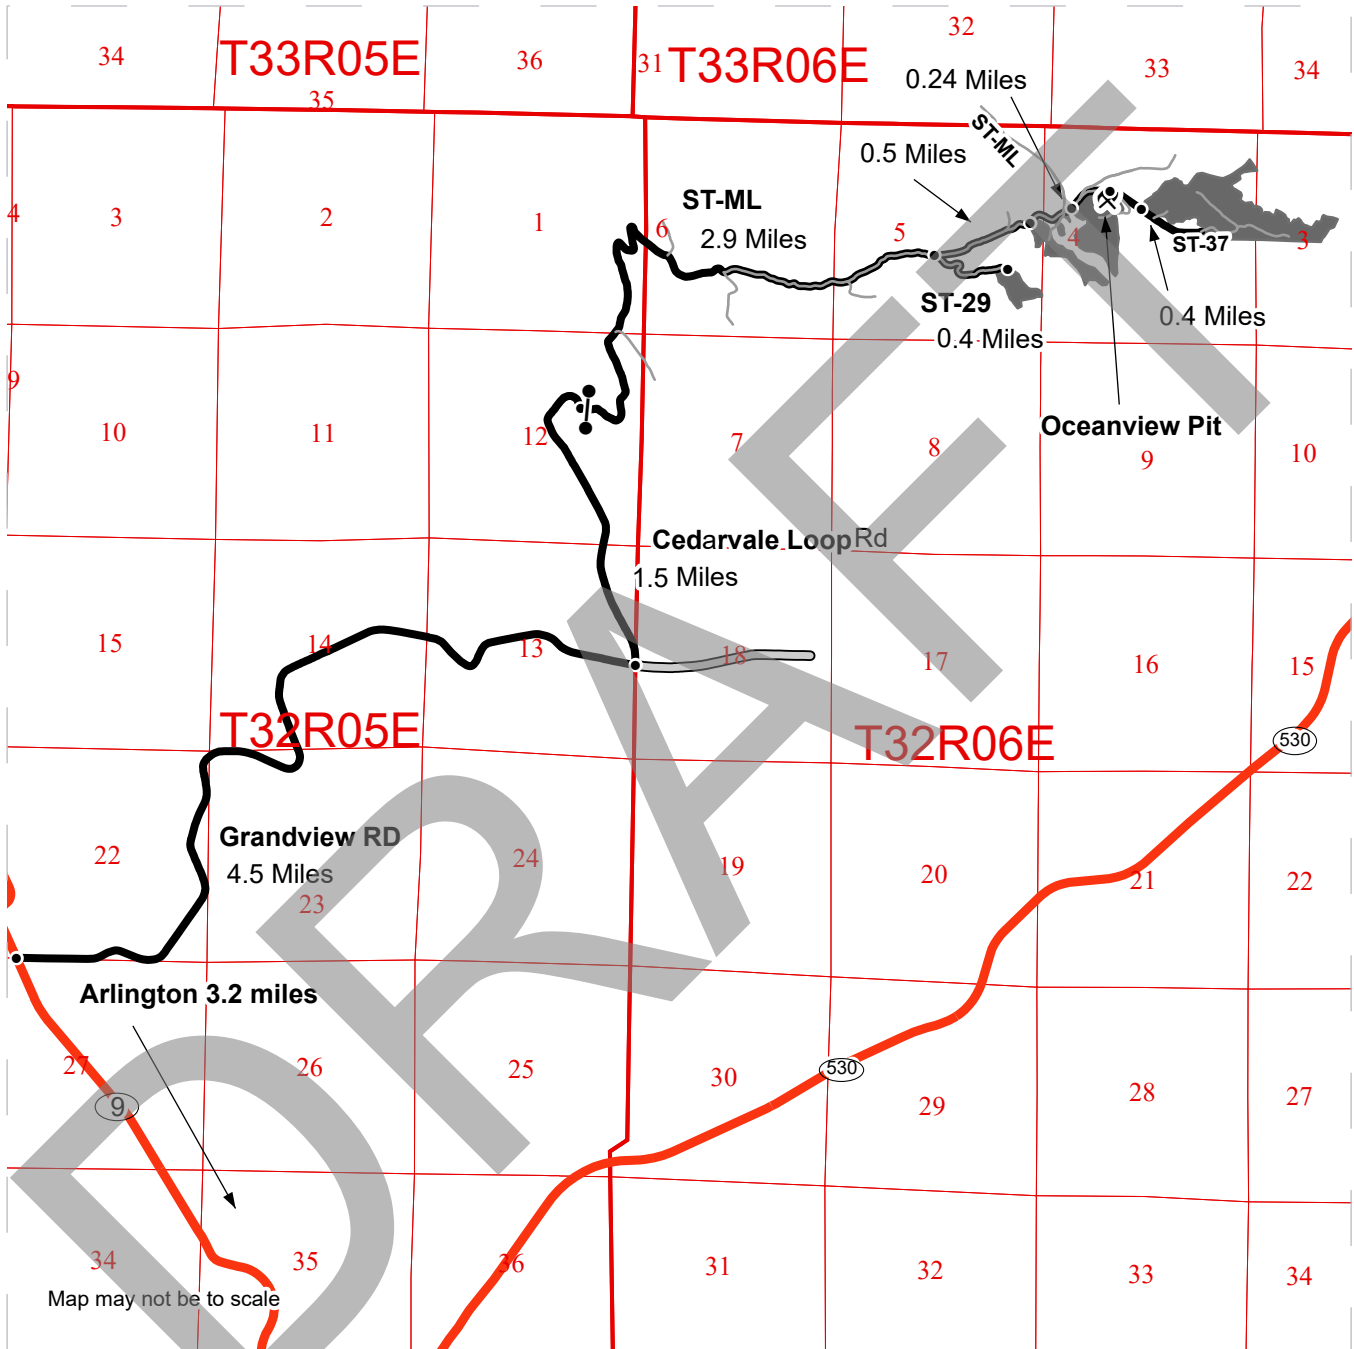 32
34
T33R05E
36
31
T33R06E
33
34
0.24 Miles
35
ST-ML
0.5 Miles
4
3
2
1
ST-ML
6
2.9 Miles
5
4
3
ST-37
ST-29
0.4 Miles
0.4 Miles
9
10
11
12
7
8
Oceanview Pit
9
10
Cedarvale Loop Rd
1.5 Miles
15
14
13
18
17
16
15
T32R05E
T32R06E
530
Grandview RD
4.5 Miles
22
23
24
19
20
21
22
Arlington 3.2 miles
27
26
25
30
530
29
28
27
9
34
35
36
31
32
33
34
Map may not be to scale
DRAFT